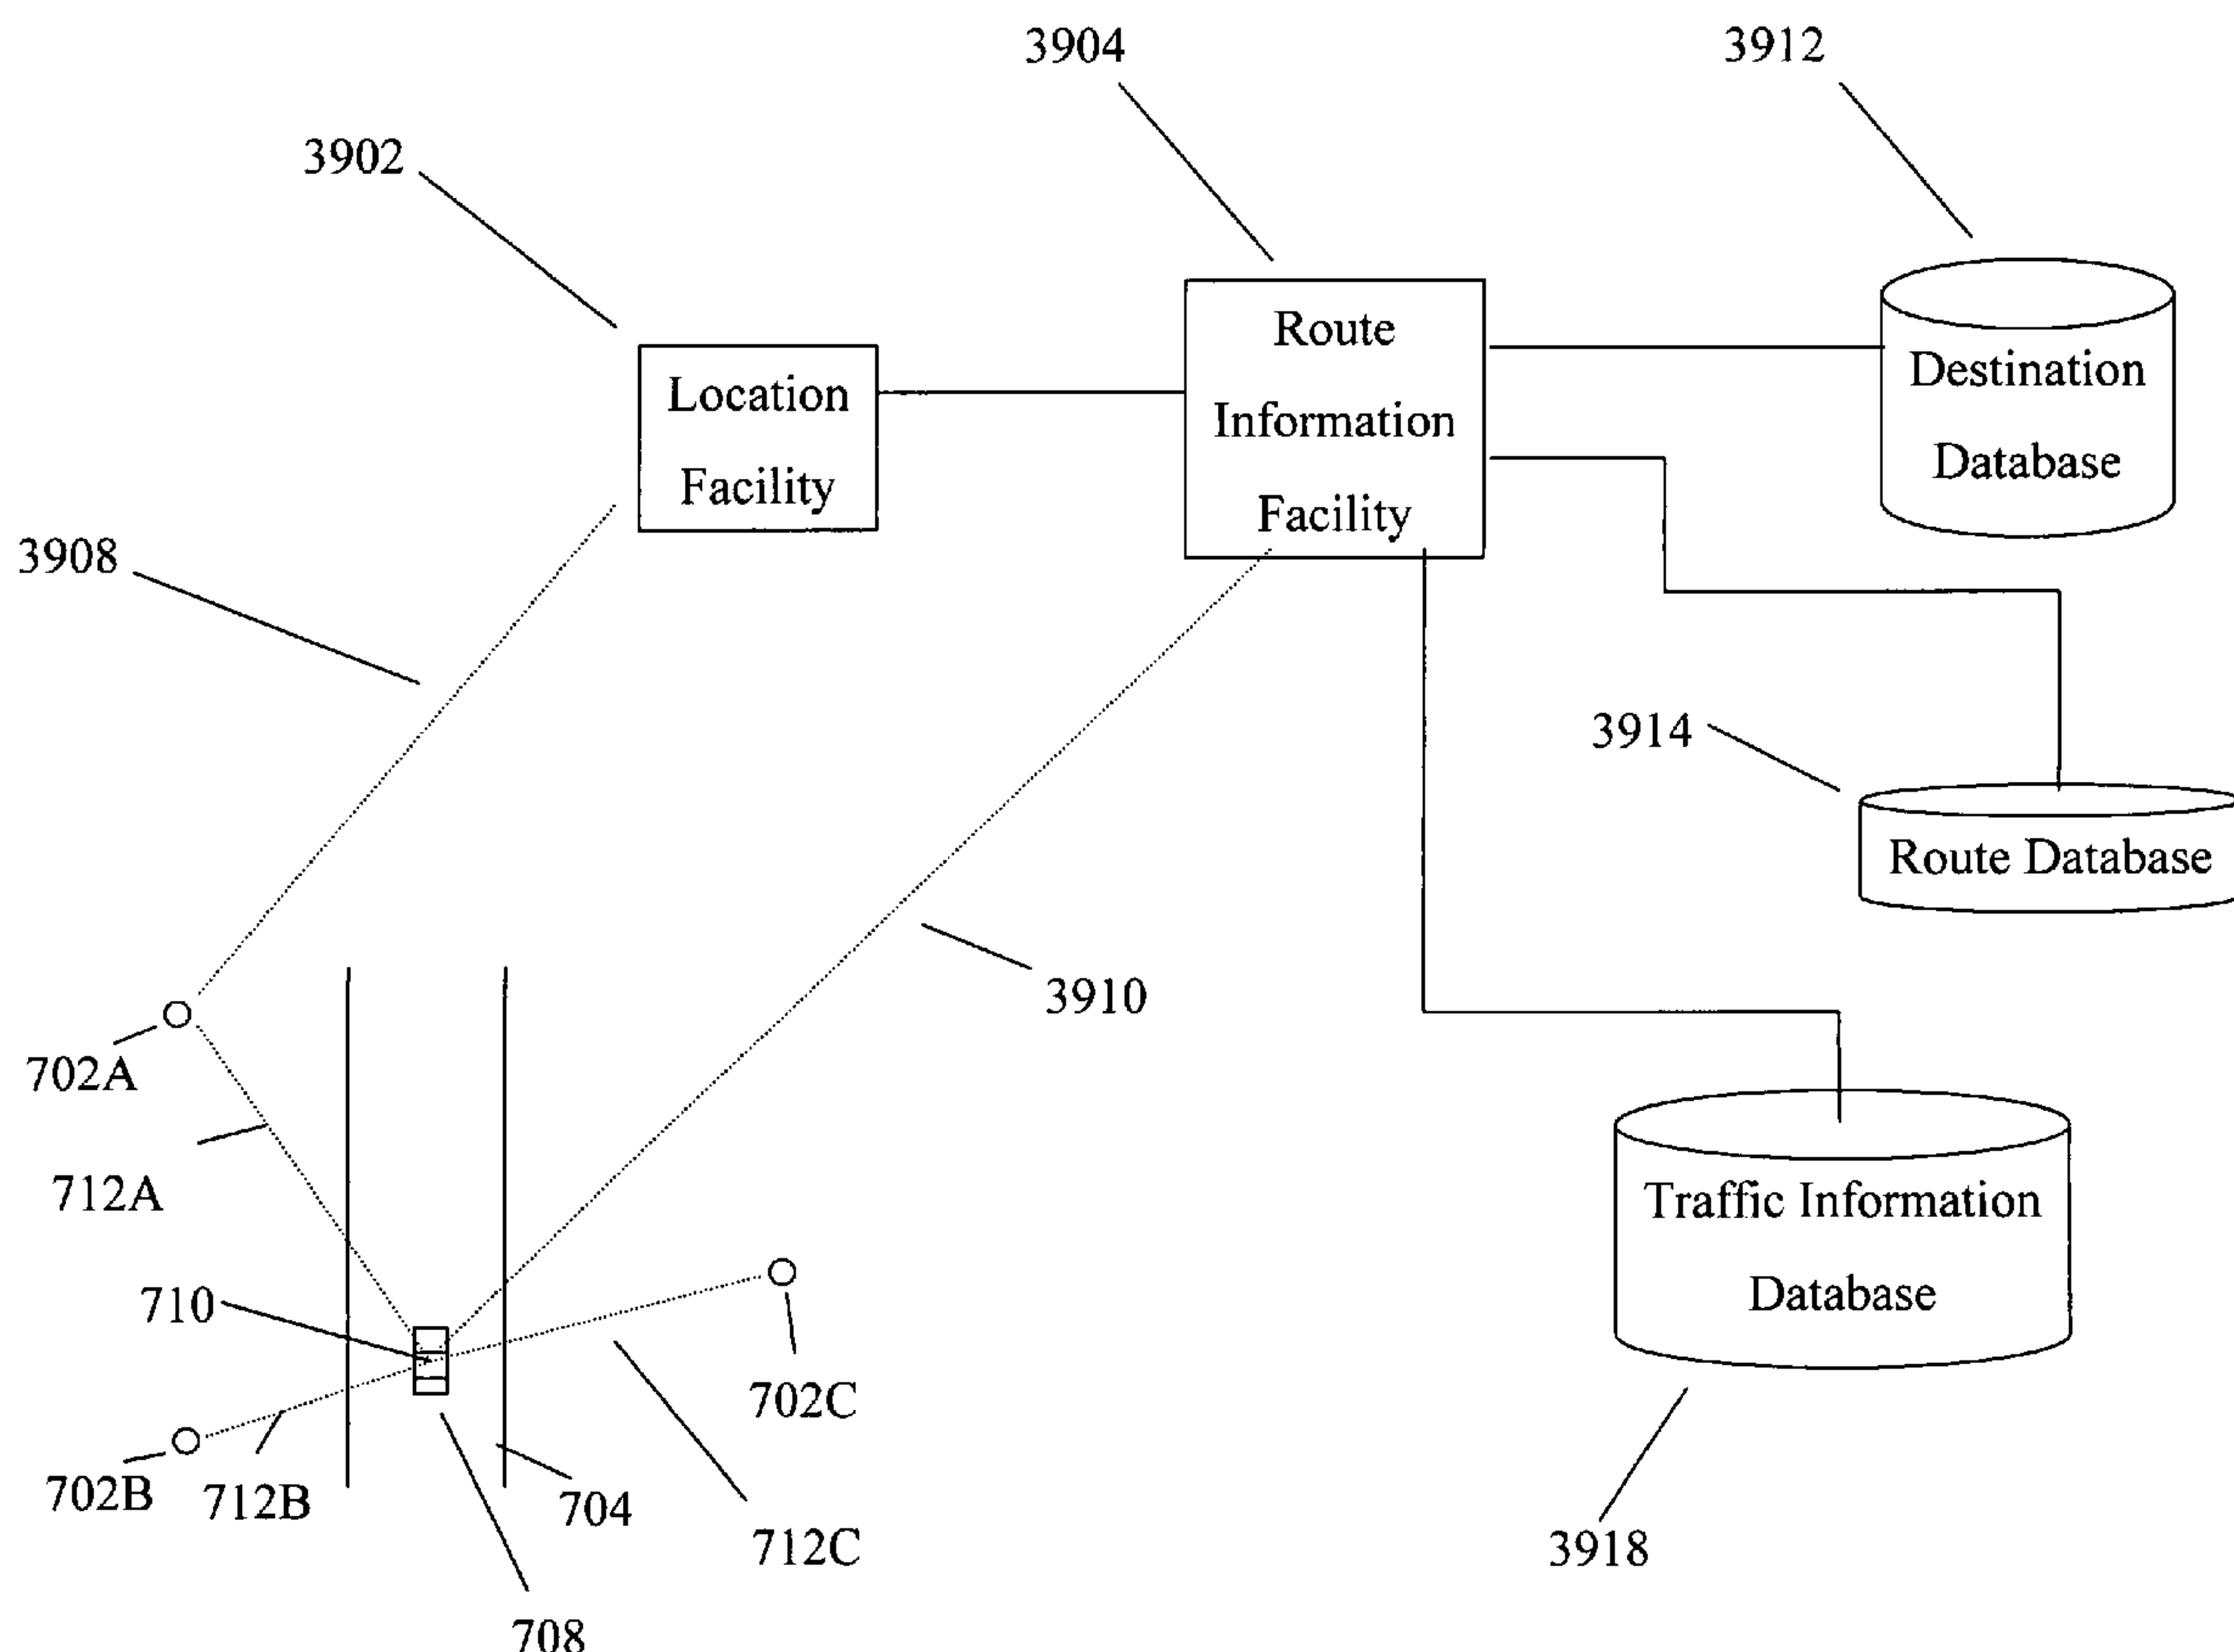 3904
3912
3902
Route
Information
Facility
Location
Facility
Destination
Database
3908
3914
Route Database
3910
702A
712A
Traffic Information
Database
710
702C
702B
712B
704
712C
3918
708